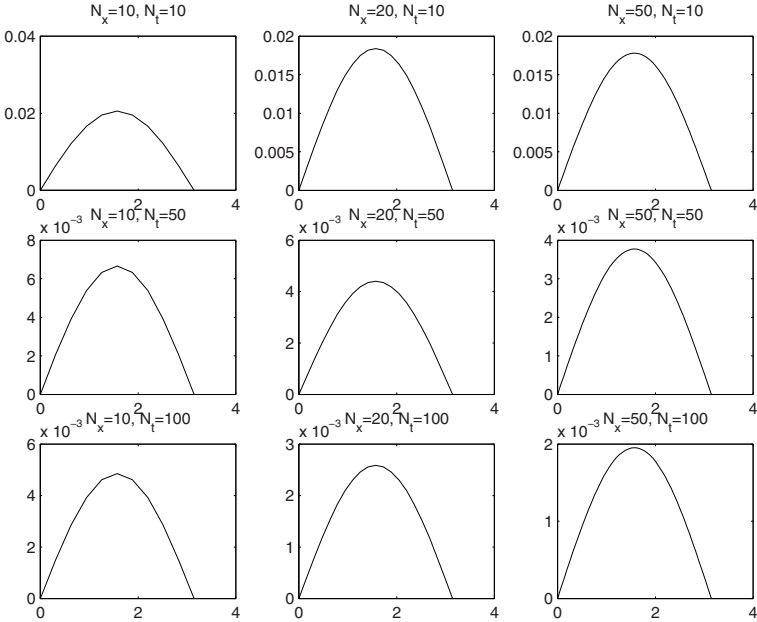 N_x=10, N_t=10
0.04
0.02
0
0 2 4
N_x=20, N_t=10
0.02
0.015
0.01
0.005
0
0 2 4
N_x=50, N_t=10
0.02
0.015
0.01
0.005
0
0 2 4
x 10^-3 N_x=10, N_t=50
8
6
4
2
0
0 2 4
x 10^-3 N_x=20, N_t=50
6
4
2
0
0 2 4
x 10^-3 N_x=50, N_t=50
4
3
2
1
0
0 2 4
x 10^-3 N_x=10, N_t=100
6
4
2
0
0 2 4
x 10^-3 N_x=20, N_t=100
3
2
1
0
0 2 4
x 10^-3 N_x=50, N_t=100
2
1
0
0 2 4